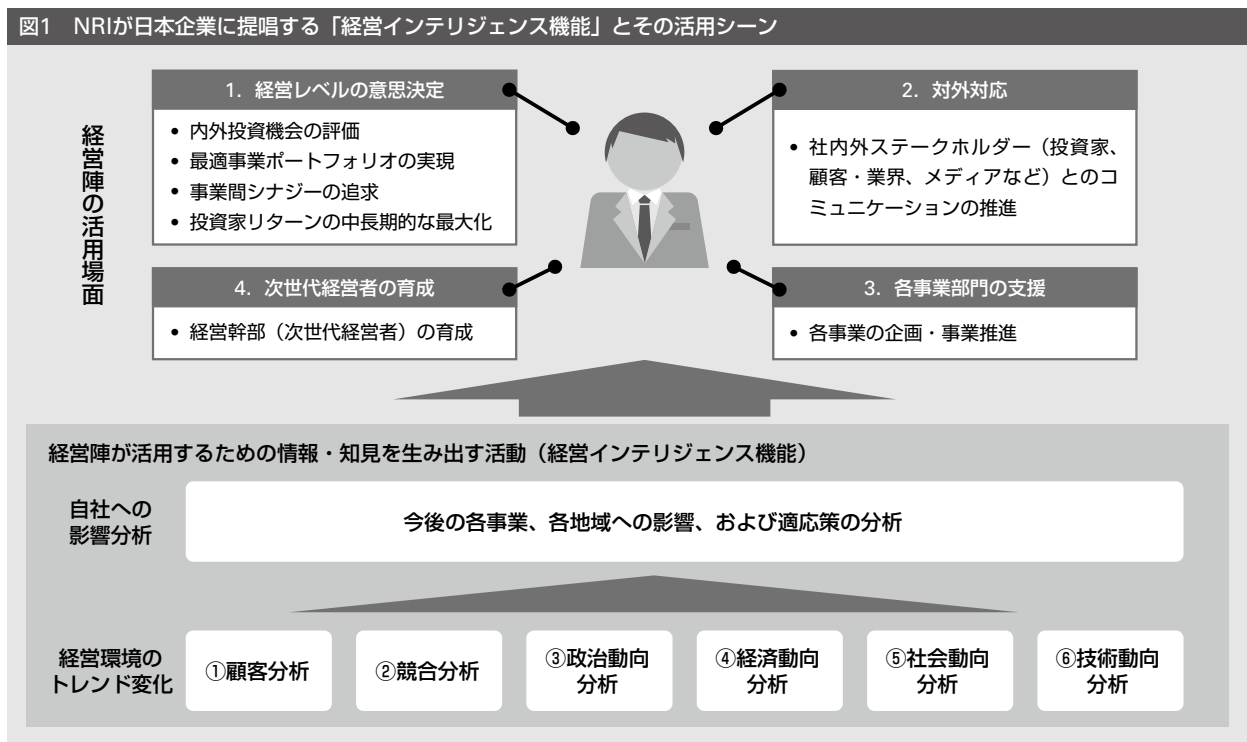 図1 NRIが日本企業に提唱する「経営インテリジェンス機能」とその活用シーン
経営陣の活用場面
1. 経営レベルの意思決定
• 内外投資機会の評価
• 最適事業ポートフォリオの実現
• 事業間シナジーの追求
• 投資家リターンの中長期的な最大化
2. 対外対応
• 社内外ステークホルダー（投資家、
顧客・業界、メディアなど）とのコ
ミュニケーションの推進
4. 次世代経営者の育成
• 経営幹部（次世代経営者）の育成
3. 各事業部門の支援
• 各事業の企画・事業推進
経営陣が活用するための情報・知見を生み出す活動（経営インテリジェンス機能）
自社への
影響分析
今後の各事業、各地域への影響、および適応策の分析
経営環境の
トレンド変化
①顧客分析
②競合分析
③政治動向
分析
④経済動向
分析
⑤社会動向
分析
⑥技術動向
分析